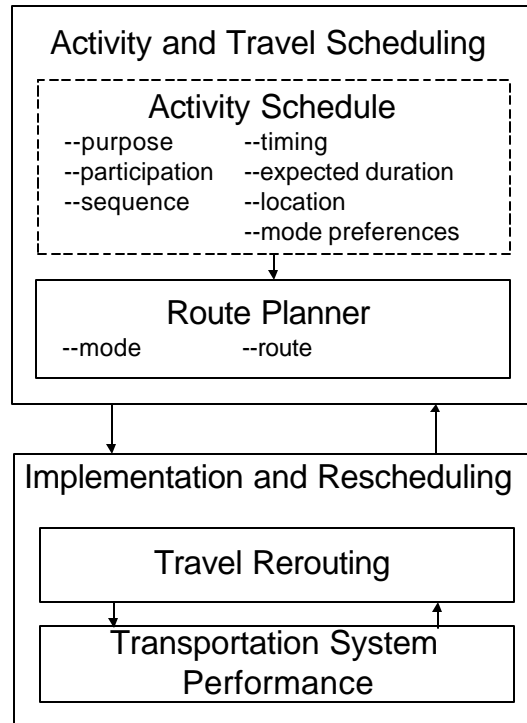 Activity and Travel Scheduling
Activity Schedule
--purpose --timing
--participation --expected duration
--sequence --location
--mode preferences
Route Planner
--mode --route
Implementation and Rescheduling
Travel Rerouting
Transportation System
Performance